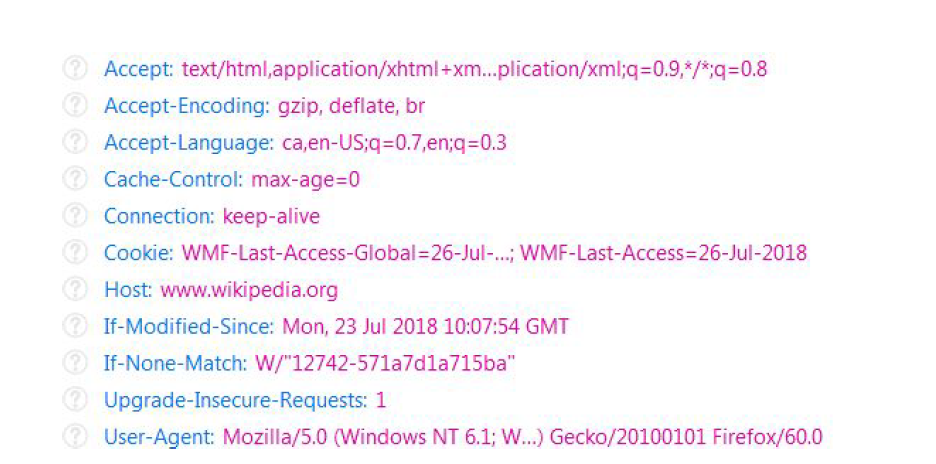 Accept: text/html,application/xhtml+xm...plication/xml;q=0.9,*/*;q=0.8
Accept-Encoding: gzip, deflate, br
Accept-Language: ca,en-US;q=0.7,en;q=0.3
Cache-Control: max-age=0
Connection: keep-alive
Cookie: WMF-Last-Access-Global=26-Jul-...; WMF-Last-Access=26-Jul-2018
Host: www.wikipedia.org
If-Modified-Since: Mon, 23 Jul 2018 10:07:54 GMT
If-None-Match: W/"12742-571a7d1a715ba"
Upgrade-Insecure-Requests: 1
User-Agent: Mozilla/5.0 (Windows NT 6.1; W...) Gecko/20100101 Firefox/60.0